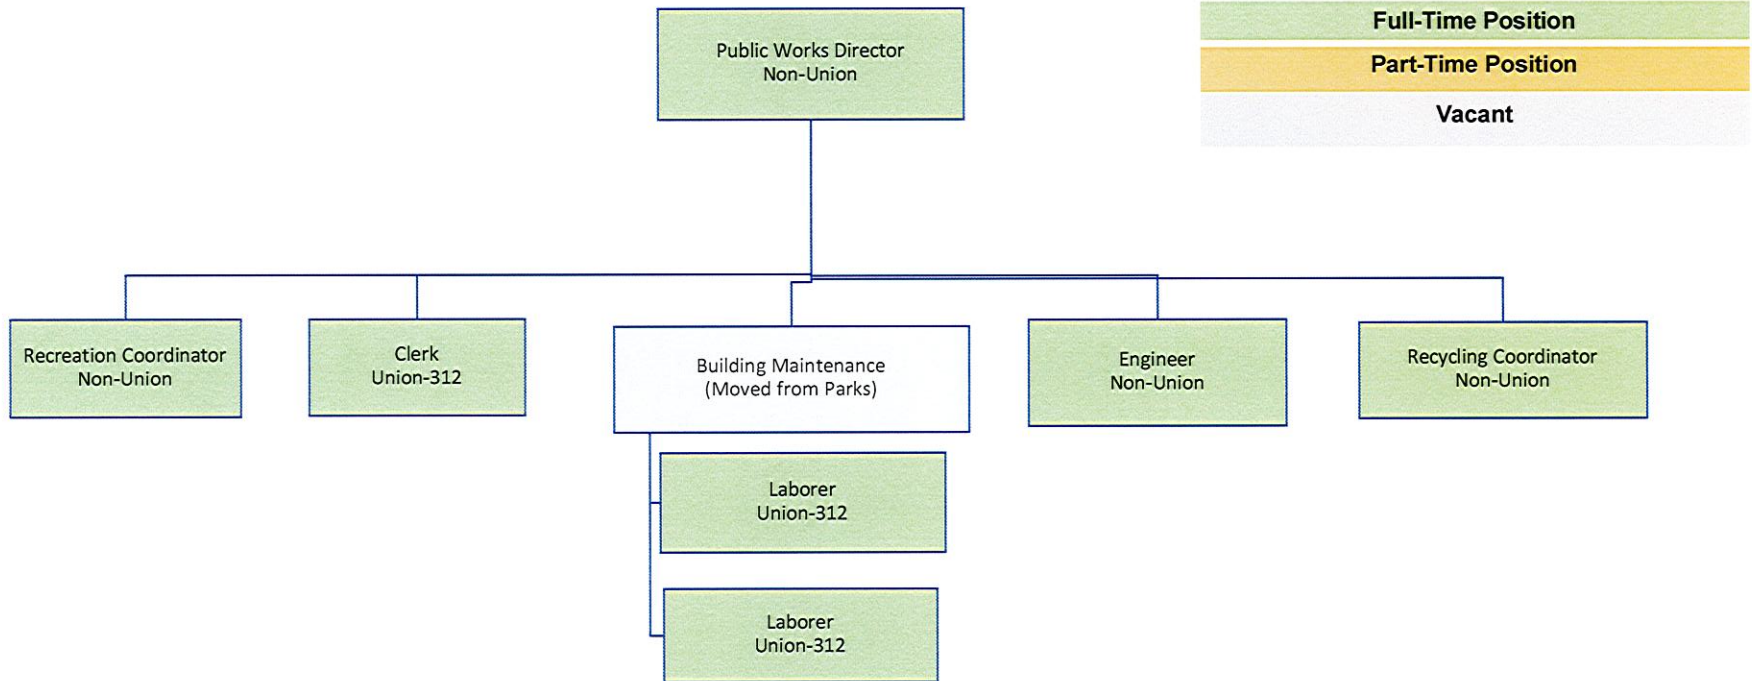 Public Works Director
Non-Union
Full-Time Position
Part-Time Position
Vacant
Recreation Coordinator
Non-Union
Clerk
Union-312
Building Maintenance
(Moved from Parks)
Engineer
Non-Union
Recycling Coordinator
Non-Union
Laborer
Union-312
Laborer
Union-312